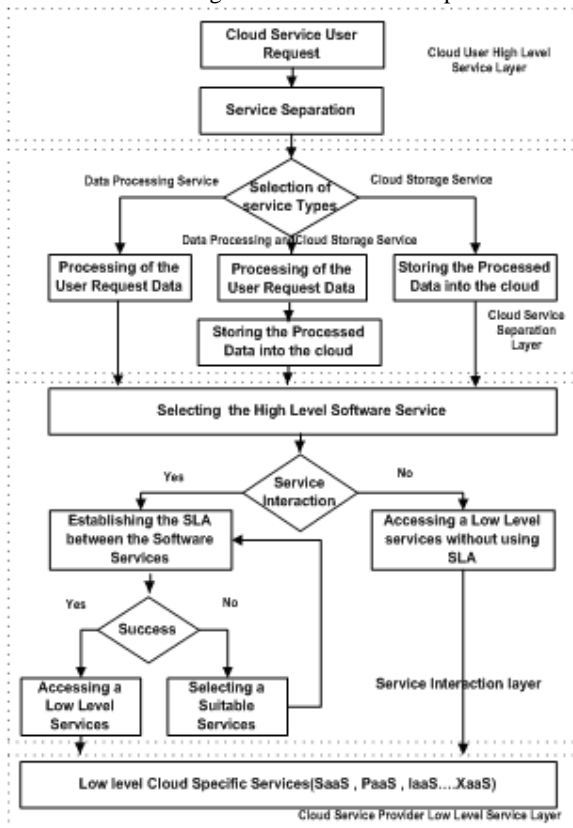 Cloud Service User
Request
Cloud User High Level
Service Layer
Service Separation
Data Processing Service
Selection of
service Types
Cloud Storage Service
Data Processing and Cloud Storage Service
Processing of the
User Request Data
Processing of the
User Request Data
Storing the Processed
Data into the cloud
Storing the Processed
Data into the cloud
Cloud Service
Separation
Layer
Selecting the High Level Software Service
Yes
Service
Interaction
No
Establishing the SLA
between the Software
Services
Accessing a Low Level
services without using
SLA
Yes
No
Success
Accessing a
Low Level
Services
Selecting a
Suitable
Services
Service Interaction layer
Low level Cloud Specific Services(SaaS , PaaS , IaaS....XaaS)
Cloud Service Provider Low Level Service Layer